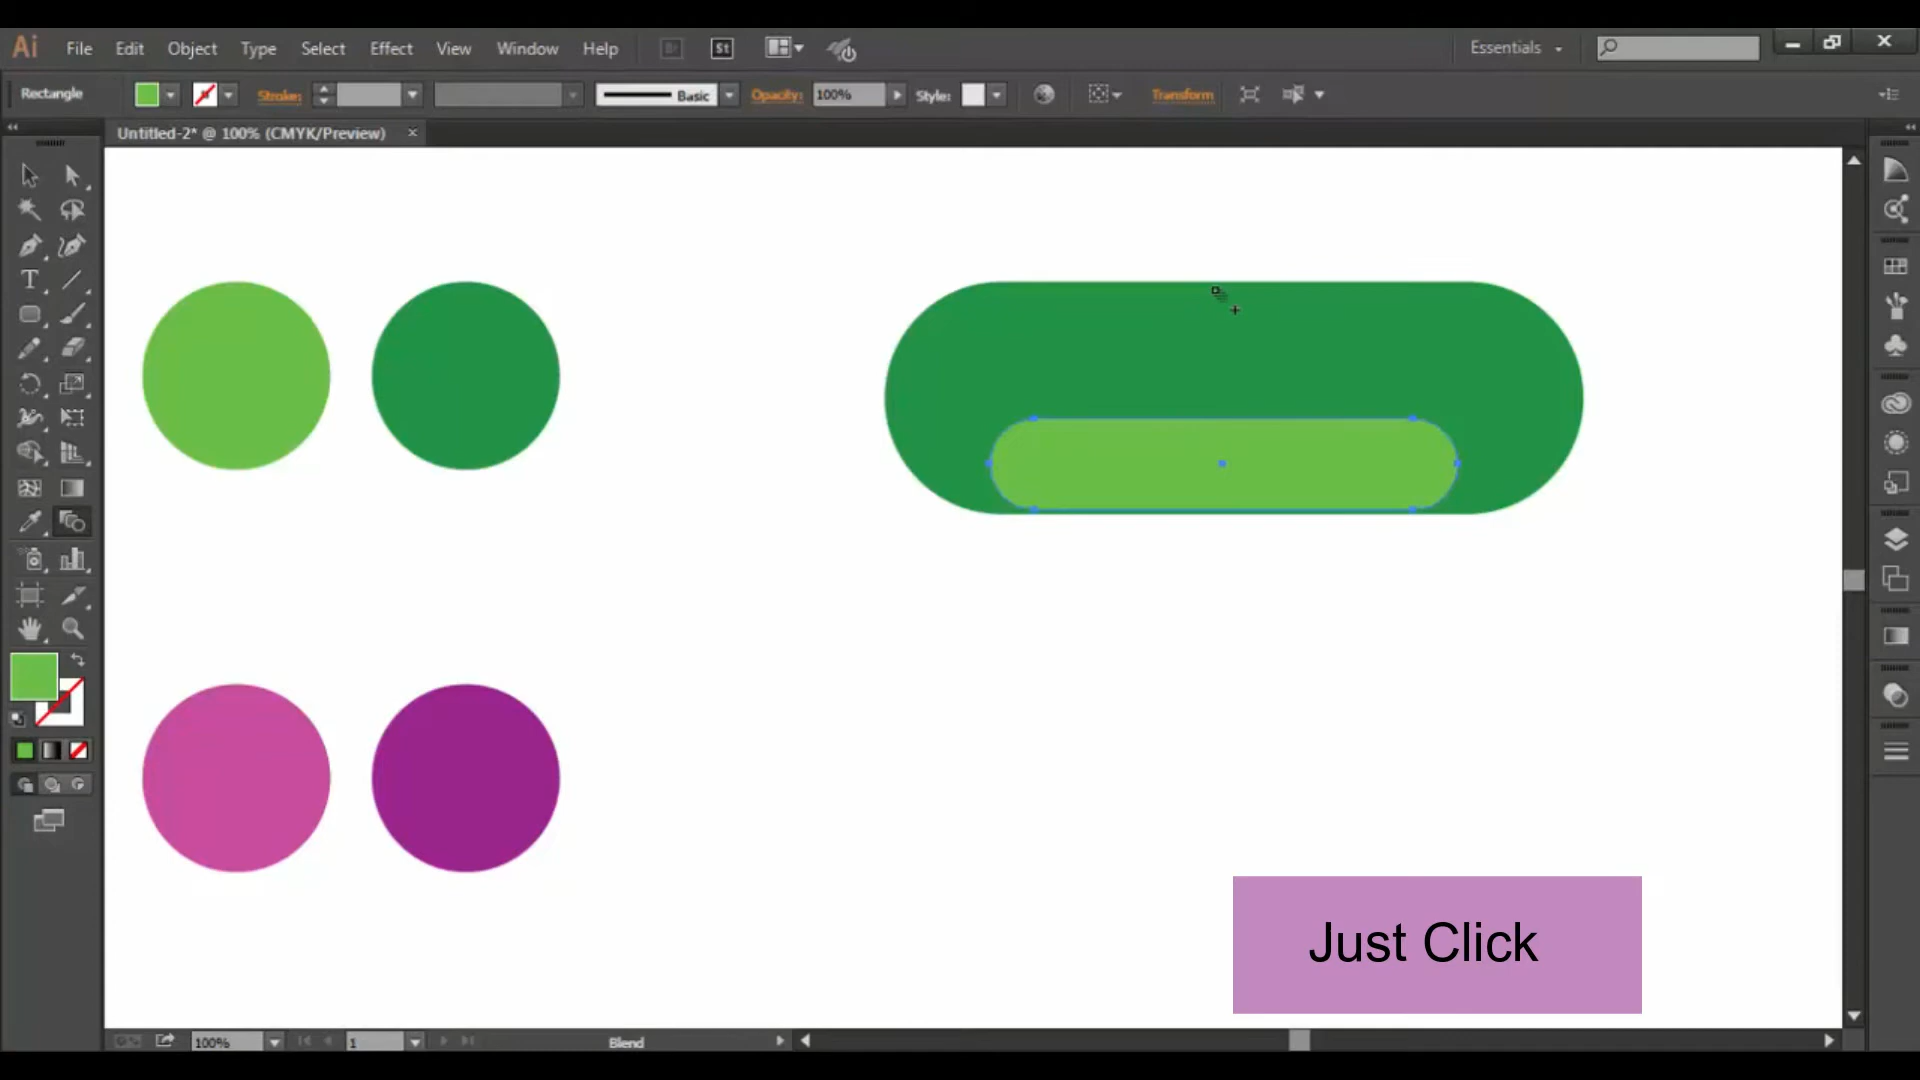 Ai File Edit Object Type Select Effect View Window Help Br St Essentials
Rectangle Stroke: Basic Opacity: 100% Style: Transform
Untitled-2* @ 100% (CMYK/Preview)
T
Just Click
100% 1 Blend